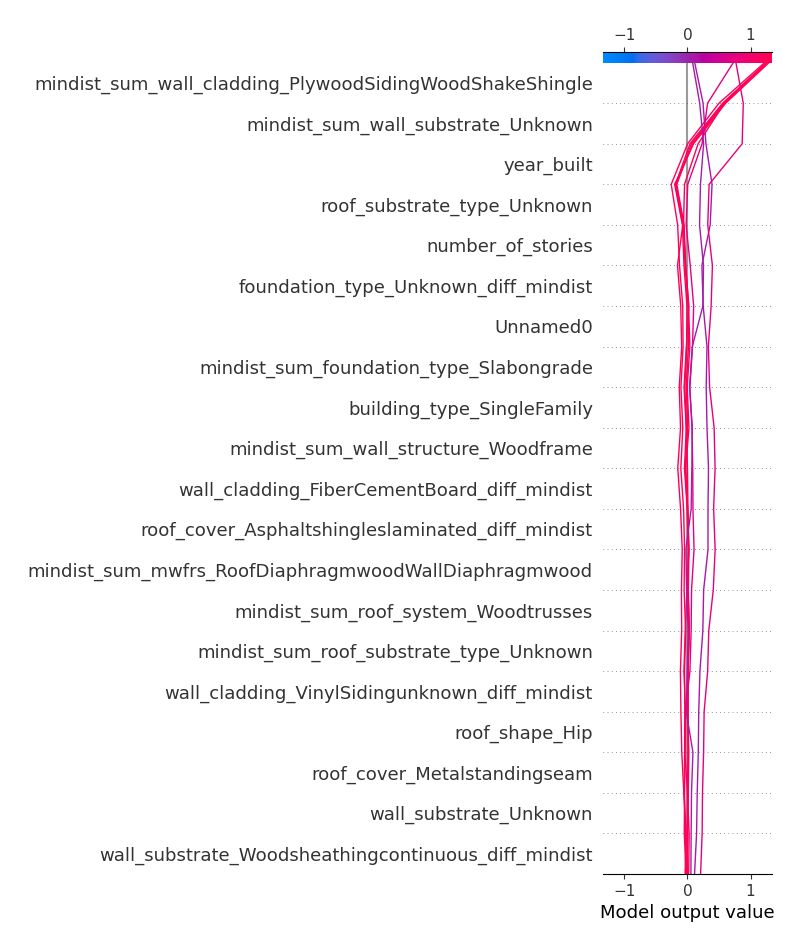 −1 0 1
mindist_sum_wall_cladding_PlywoodSidingWoodShakeShingle
mindist_sum_wall_substrate_Unknown
year_built
roof_substrate_type_Unknown
number_of_stories
foundation_type_Unknown_diff_mindist
Unnamed0
mindist_sum_foundation_type_Slabongrade
building_type_SingleFamily
mindist_sum_wall_structure_Woodframe
wall_cladding_FiberCementBoard_diff_mindist
roof_cover_Asphaltshingleslaminated_diff_mindist
mindist_sum_mwfrs_RoofDiaphragmwoodWallDiaphragmwood
mindist_sum_roof_system_Woodtrusses
mindist_sum_roof_substrate_type_Unknown
wall_cladding_VinylSidingunknown_diff_mindist
roof_shape_Hip
roof_cover_Metalstandingseam
wall_substrate_Unknown
wall_substrate_Woodsheathingcontinuous_diff_mindist
−1 0 1
Model output value